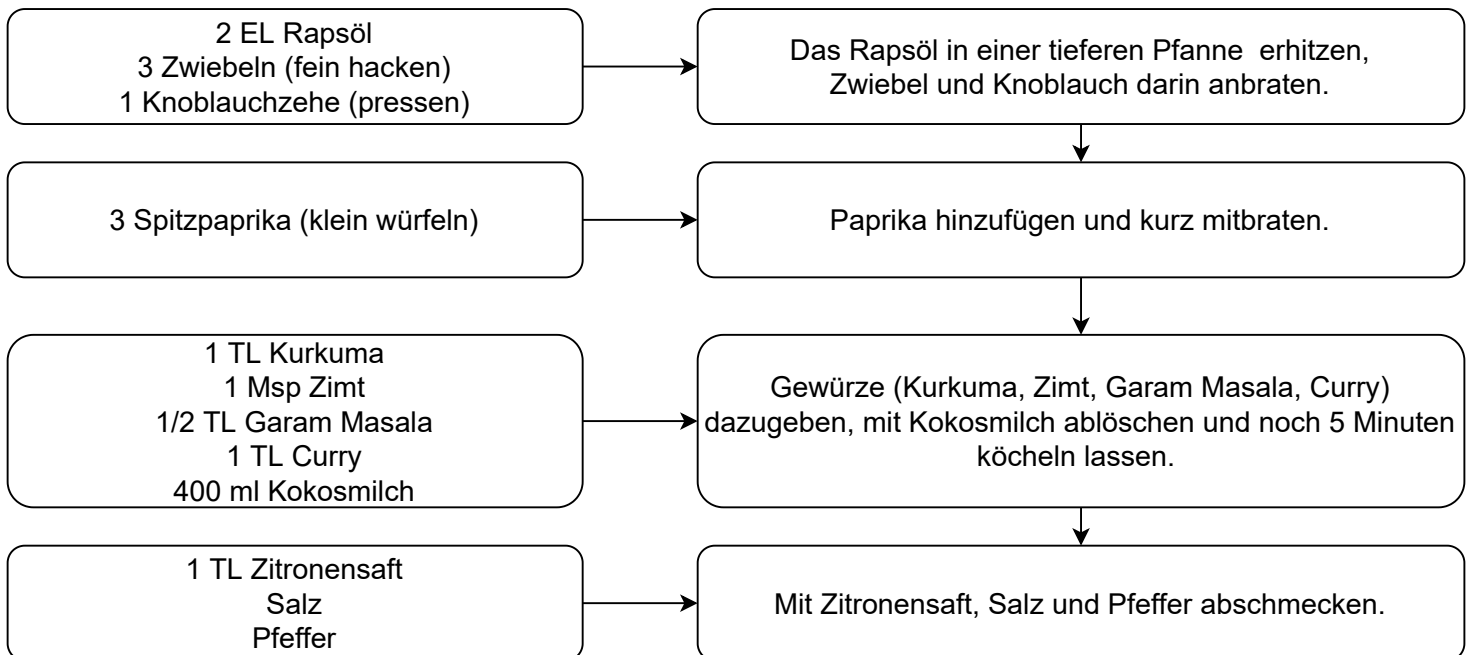 2 EL Rapsöl
3 Zwiebeln (fein hacken)
1 Knoblauchzehe (pressen)
Das Rapsöl in einer tieferen Pfanne erhitzen,
Zwiebel und Knoblauch darin anbraten.
3 Spitzpaprika (klein würfeln)
Paprika hinzufügen und kurz mitbraten.
1 TL Kurkuma
1 Msp Zimt
1/2 TL Garam Masala
1 TL Curry
400 ml Kokosmilch
Gewürze (Kurkuma, Zimt, Garam Masala, Curry)
dazugeben, mit Kokosmilch ablöschen und noch 5 Minuten
köcheln lassen.
1 TL Zitronensaft
Salz
Pfeffer
Mit Zitronensaft, Salz und Pfeffer abschmecken.